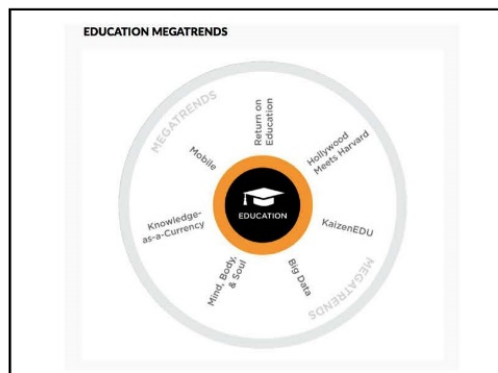 EDUCATION MEGATRENDS
MEGATRENDS
Return on
Education
Hollywood
Meets Harvard
KaizenEDU
Big Data
Mind, Body,
& Soul
Knowledge-
as-a-Currency
Mobile
EDUCATION
MEGATRENDS